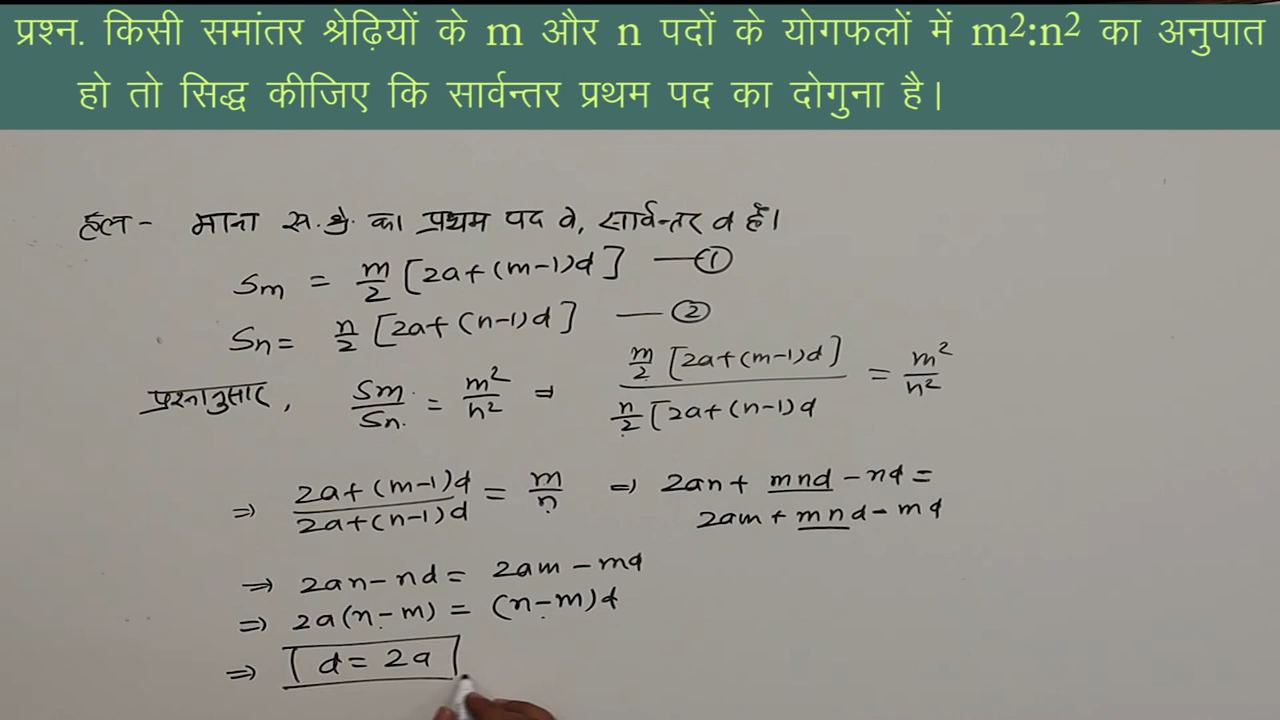 प्रश्न. किसी समांतर श्रेढ़ियों के m और n पदों के योगफलों में m2:n2 का अनुपात
हो तो सिद्ध कीजिए कि सार्वन्तर प्रथम पद का दोगुना है।
हल- माना स.श्रे. का प्रथम पद व, सार्वन्तर d है।
Sm = m/2 [2a+(m-1)d] —①
Sn = n/2 [2a+(n-1)d] —②
प्रश्नानुसार, Sm/Sn = m²/n² ⇒ m/2 [2a+(m-1)d] / n/2 [2a+(n-1)d = m²/n²
⇒ 2a+(m-1)d / 2a+(n-1)d = m/n ⇒ 2an + mnd - nd =
2am + mnd - md
⇒ 2an - nd = 2am - md
⇒ 2a(n-m) = (n-m)d
⇒ d = 2a